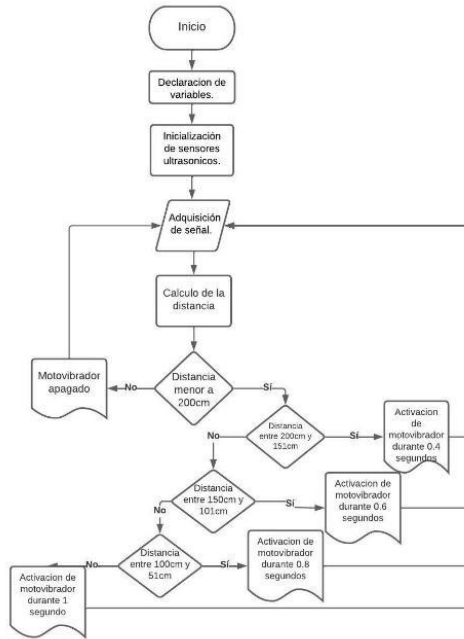 Inicio
Declaracion de
variables.
Inicialización
de sensores
ultrasonicos.
Adquisición
de señal.
Calculo de la
distancia
Motovibrador
apagado
No
Distancia
menor a
200cm
Sí
Distancia
entre 200cm y
151cm
No
Sí
Activacion
de
motovibrador
durante 0.4
segundos
Distancia
entre 150cm y
101cm
No
Sí
Activacion de
motovibrador
durante 0.6
segundos
Distancia
entre 100cm y
51cm
No
Sí
Activacion de
motovibrador
durante 0.8
segundos
Activacion de
motovibrador
durante 1
segundo